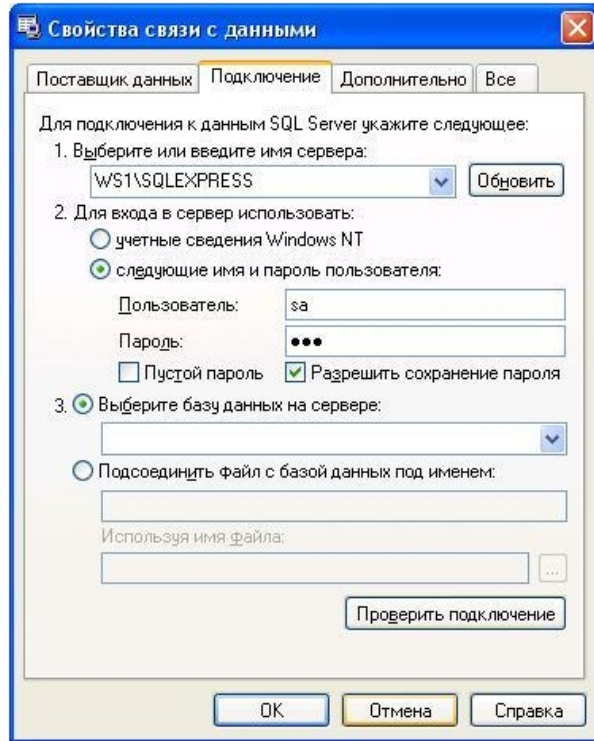 Свойства связи с данными
Поставщик данных Подключение Дополнительно Все
Для подключения к данным SQL Server укажите следующее:
1. Выберите или введите имя сервера:
WS1\SQLEXPRESS Обновить
2. Для входа в сервер использовать:
учетные сведения Windows NT
следующие имя и пароль пользователя:
Пользователь: sa
Пароль: ●●●
Пустой пароль Разрешить сохранение пароля
3. Выберите базу данных на сервере:
Подсоединить файл с базой данных под именем:
Используя имя файла:
...
Проверить подключение
OK Отмена Справка